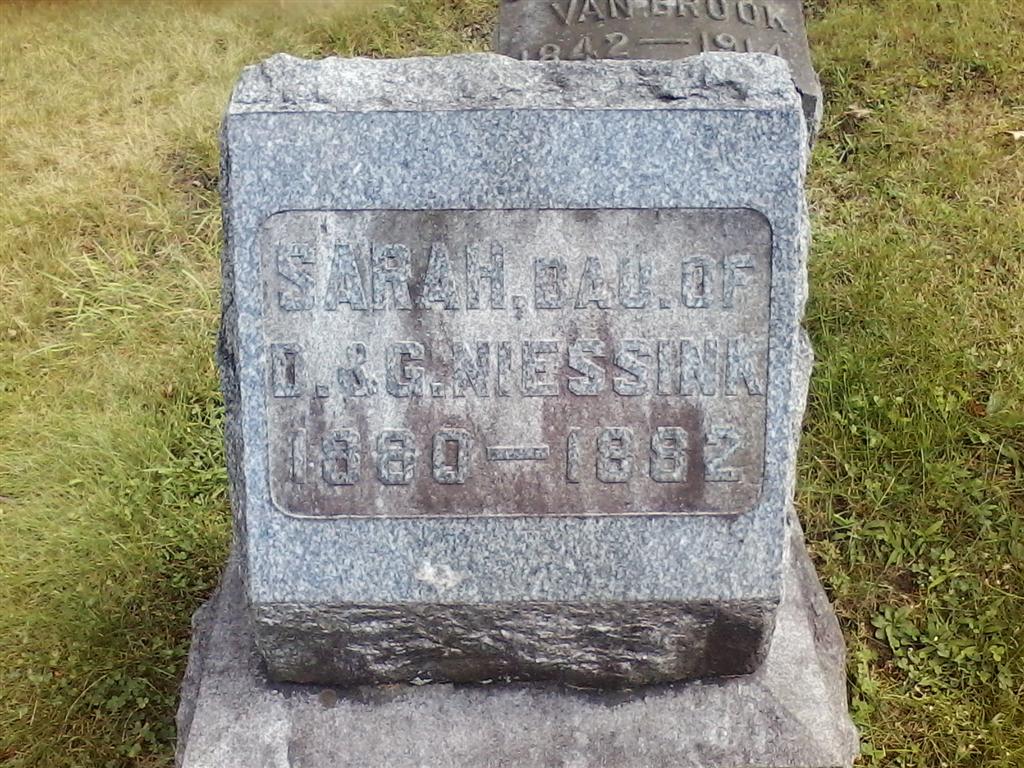 VAN BROOK
1842 — 1914
SARAH, DAU. OF
D. & G. NIESSINK
1880 — 1882